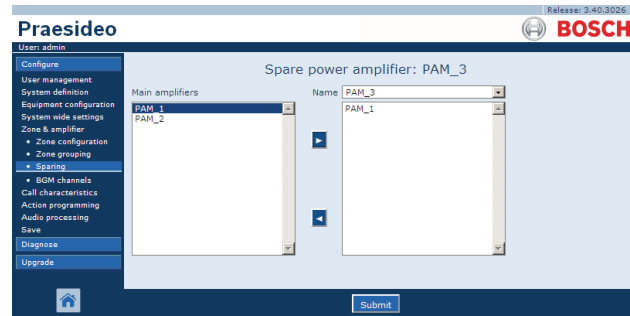 Release: 3.40.3026
Praesideo
BOSCH
User: admin
Configure
User management
System definition
Equipment configuration
System wide settings
Zone & amplifier
• Zone configuration
• Zone grouping
• Sparing
• BGM channels
Call characteristics
Action programming
Audio processing
Save
Diagnose
Upgrade
Spare power amplifier: PAM_3
Main amplifiers
Name PAM_3
PAM_1
PAM_2
PAM_1
Submit